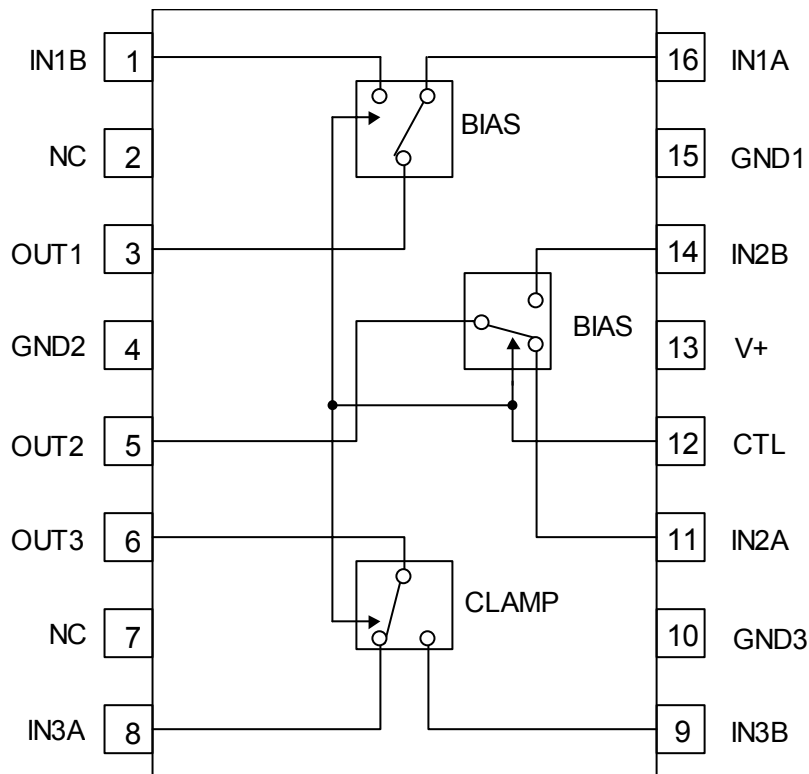 IN1B 1 16 IN1A
BIAS
NC 2 15 GND1
OUT1 3 14 IN2B
BIAS
GND2 4 13 V+
OUT2 5 12 CTL
OUT3 6 11 IN2A
CLAMP
NC 7 10 GND3
IN3A 8 9 IN3B